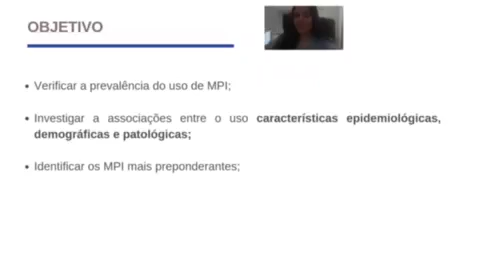 OBJETIVO
• Verificar a prevalência do uso de MPI;
• Investigar a associações entre o uso características epidemiológicas,
demográficas e patológicas;
• Identificar os MPI mais preponderantes;